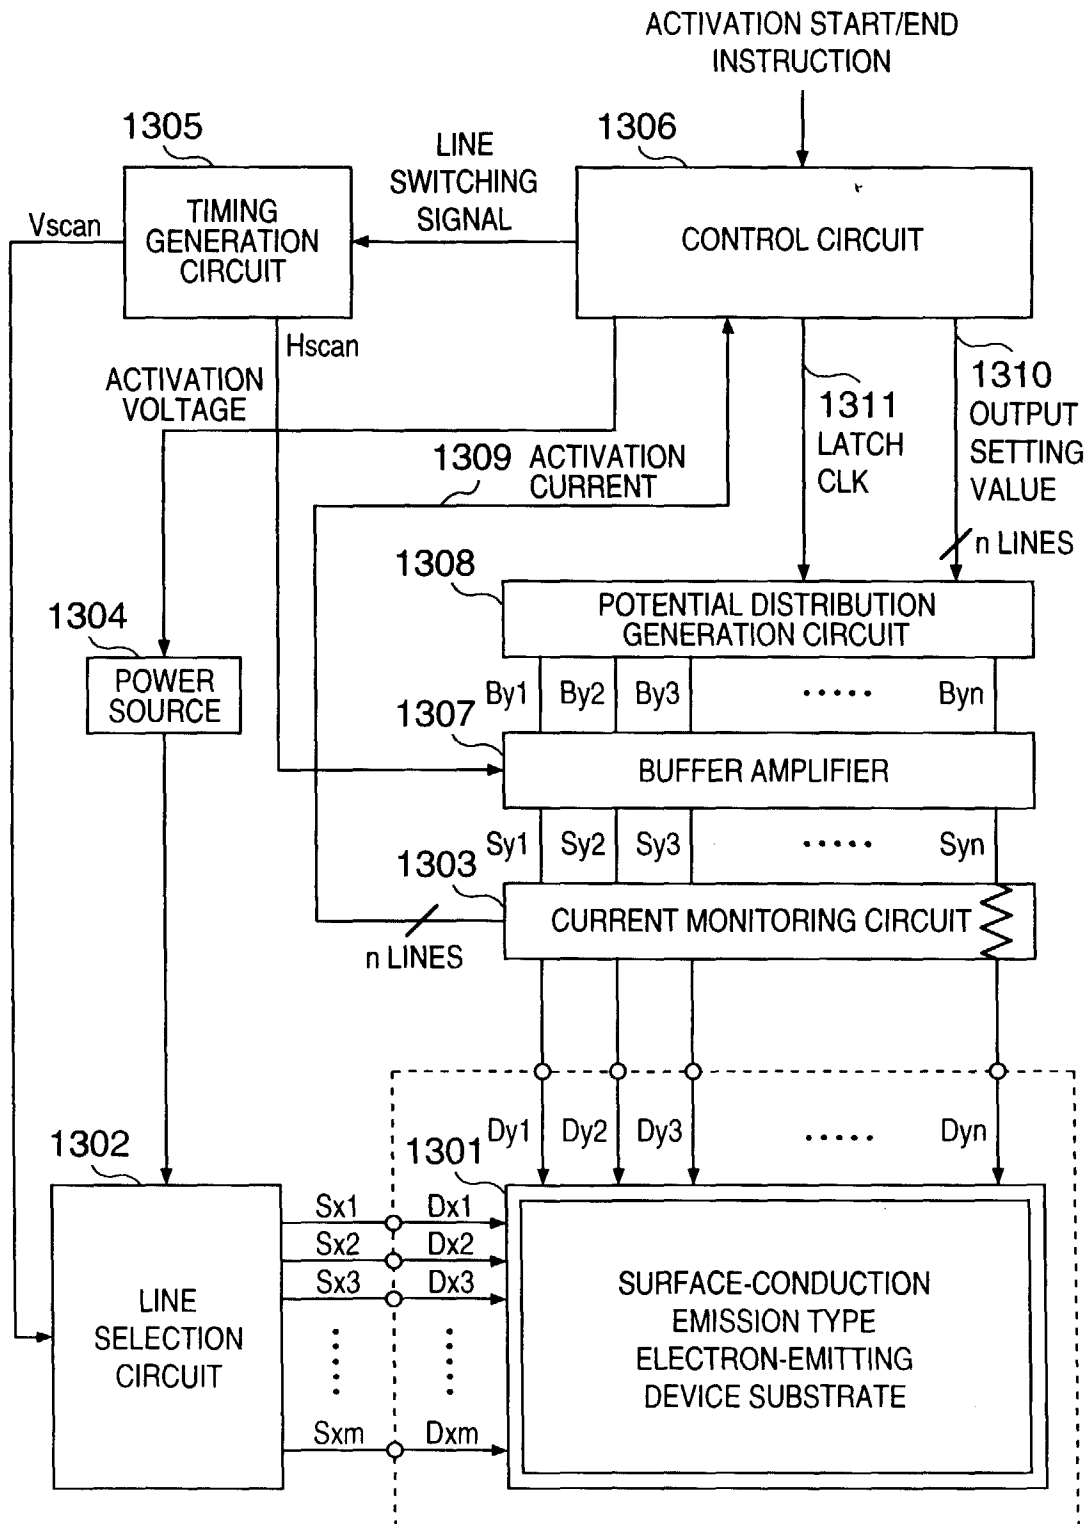 ACTIVATION START/END
INSTRUCTION
1305
LINE
SWITCHING
SIGNAL
1306
Vscan
TIMING
GENERATION
CIRCUIT
CONTROL CIRCUIT
Hscan
ACTIVATION
VOLTAGE
1309 ACTIVATION
CURRENT
1311
LATCH
CLK
1310
OUTPUT
SETTING
VALUE
n LINES
1308
POTENTIAL DISTRIBUTION
GENERATION CIRCUIT
1304
POWER
SOURCE
By1 By2 By3 ..... Byn
1307
BUFFER AMPLIFIER
Sy1 Sy2 Sy3 ..... Syn
1303
CURRENT MONITORING CIRCUIT
n LINES
Dy1 Dy2 Dy3 ..... Dyn
1302
1301
Sx1 Dx1
Sx2 Dx2
Sx3 Dx3
Sxm Dxm
LINE
SELECTION
CIRCUIT
SURFACE-CONDUCTION
EMISSION TYPE
ELECTRON-EMITTING
DEVICE SUBSTRATE